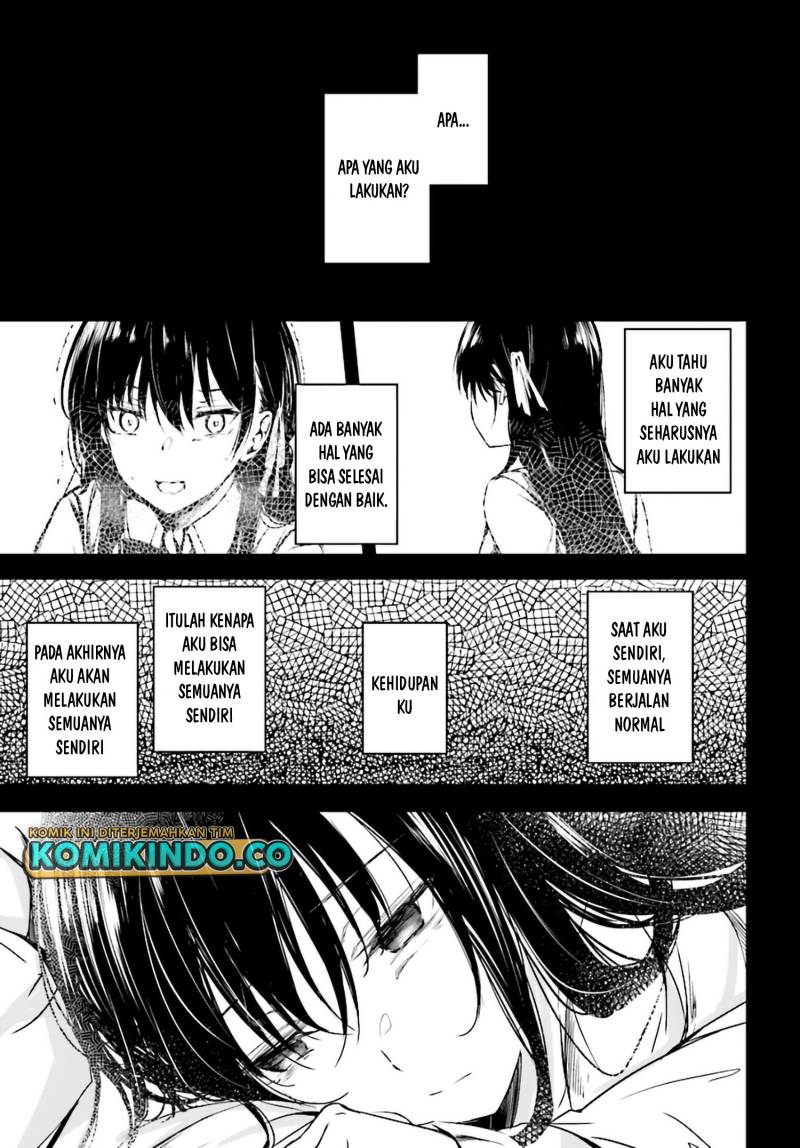 APA...
APA YANG AKU
LAKUKAN?
AKU TAHU
BANYAK
HAL YANG
SEHARUSNYA
AKU LAKUKAN
ADA BANYAK
HAL YANG
BISA SELESAI
DENGAN BAIK.
SAAT AKU
SENDIRI,
SEMUANYA
BERJALAN
NORMAL
KEHIDUPAN
KU
ITULAH KENAPA
AKU BISA
MELAKUKAN
SEMUANYA
SENDIRI
PADA AKHIRNYA
AKU AKAN
MELAKUKAN
SEMUANYA
SENDIRI
KOMIK INI DITERJEMAHKAN TIM
KOMIKINDO.CO